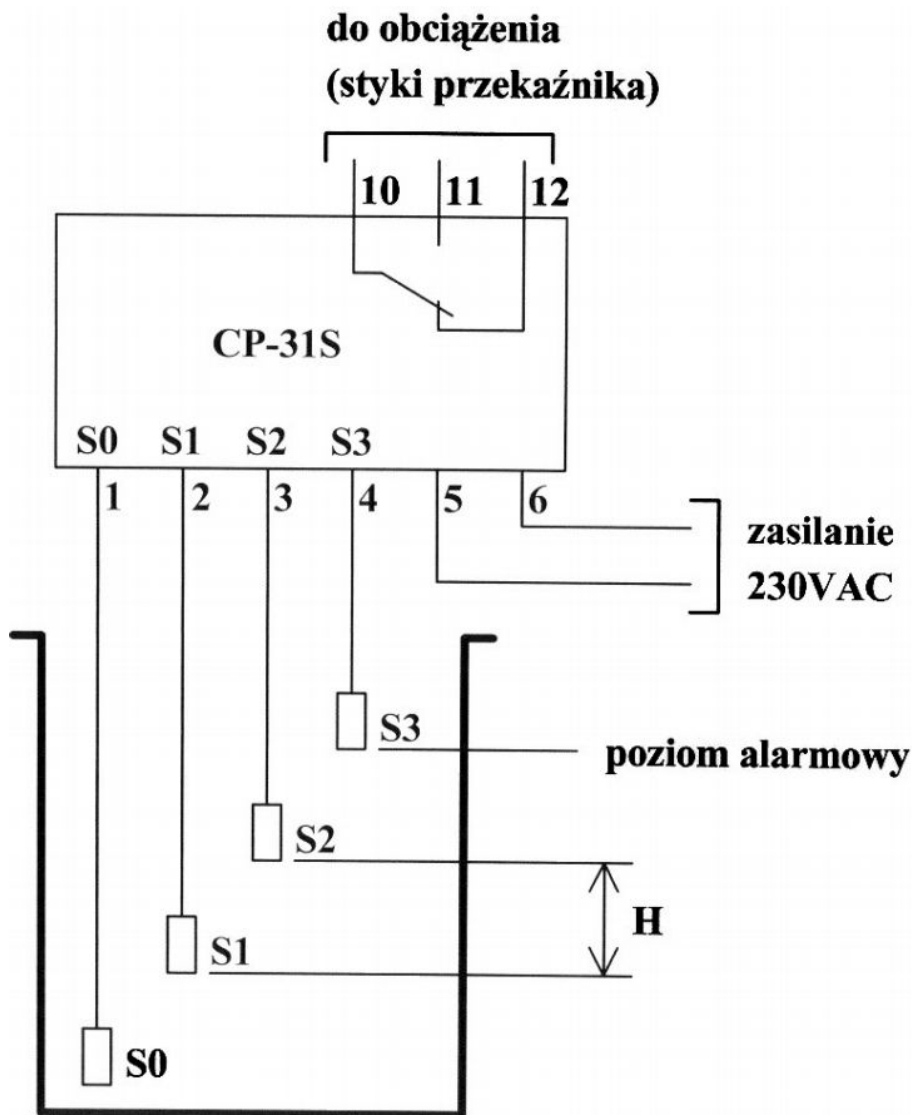 do obciążenia
(styki przekaźnika)
10 11 12
CP-31S
S0 S1 S2 S3
1 2 3 4 5 6
zasilanie
230VAC
S3
poziom alarmowy
S2
H
S1
S0